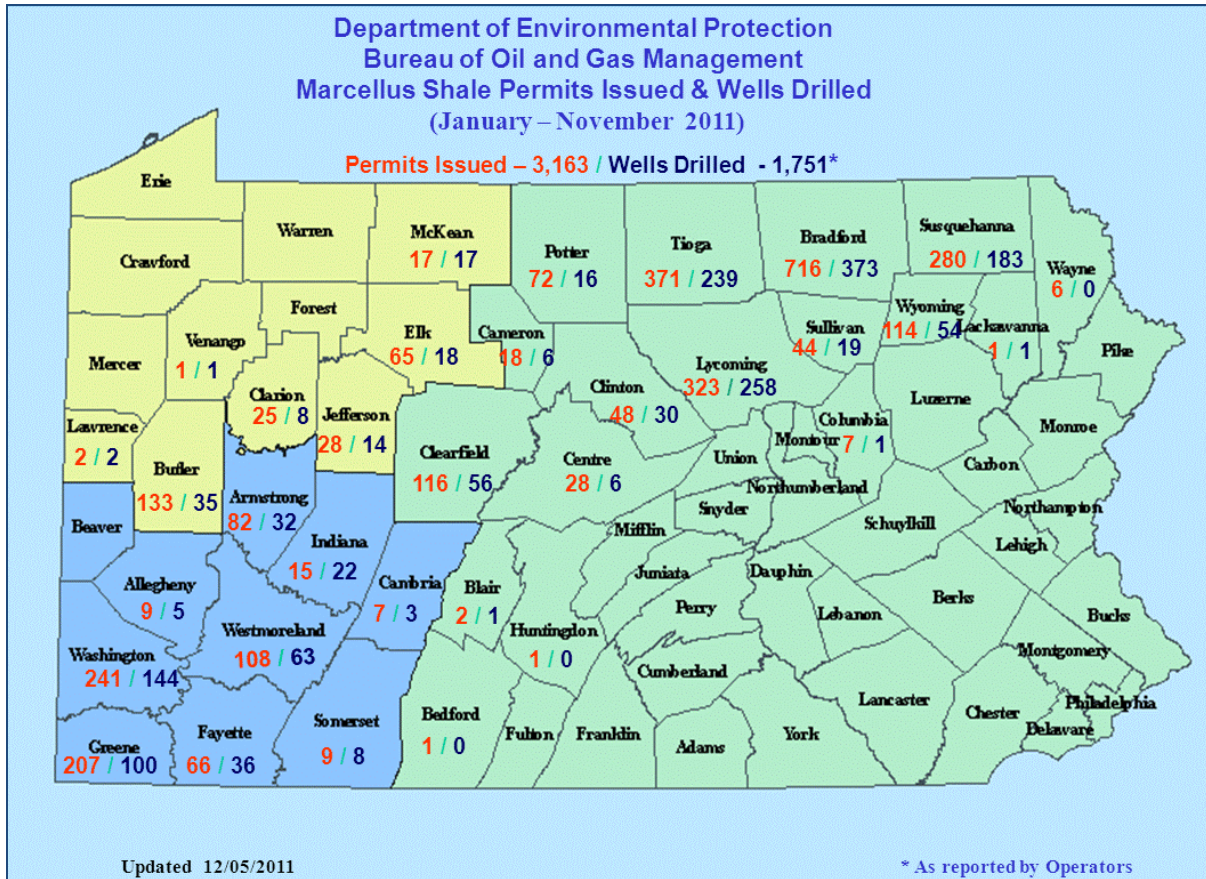 Department of Environmental Protection
Bureau of Oil and Gas Management
Marcellus Shale Permits Issued & Wells Drilled
(January – November 2011)
Permits Issued – 3,163 / Wells Drilled - 1,751*
Erie
Warren
McKean
17 / 17
Crawford
Potter
72 / 16
Tioga
371 / 239
Bradford
716 / 373
Susquehanna
280 / 183
Wayne
6 / 0
Forest
Venango
1 / 1
Elk
65 / 18
Cameron
18 / 6
Sullivan
44 / 19
Wyoming
114 / 54
Lackawanna
1 / 1
Pike
Mercer
Clarion
25 / 8
Jefferson
28 / 14
Clinton
48 / 30
Lycoming
323 / 258
Luzerne
Lawrence
2 / 2
Butler
133 / 35
Clearfield
116 / 56
Centre
28 / 6
Union
Montour
Columbia
7 / 1
Monroe
Carbon
Northumberland
Snyder
Northampton
Beaver
Armstrong
82 / 32
Indiana
15 / 22
Mifflin
Schuylkill
Lehigh
Allegheny
9 / 5
Cambria
7 / 3
Blair
2 / 1
Juniata
Dauphin
Berks
Bucks
Westmoreland
108 / 63
Huntingdon
1 / 0
Perry
Lebanon
Washington
241 / 144
Cumberland
Montgomery
Lancaster
Philadelphia
Greene
207 / 100
Fayette
66 / 36
Somerset
9 / 8
Bedford
1 / 0
Fulton
Franklin
Adams
York
Chester
Delaware
Updated 12/05/2011
* As reported by Operators